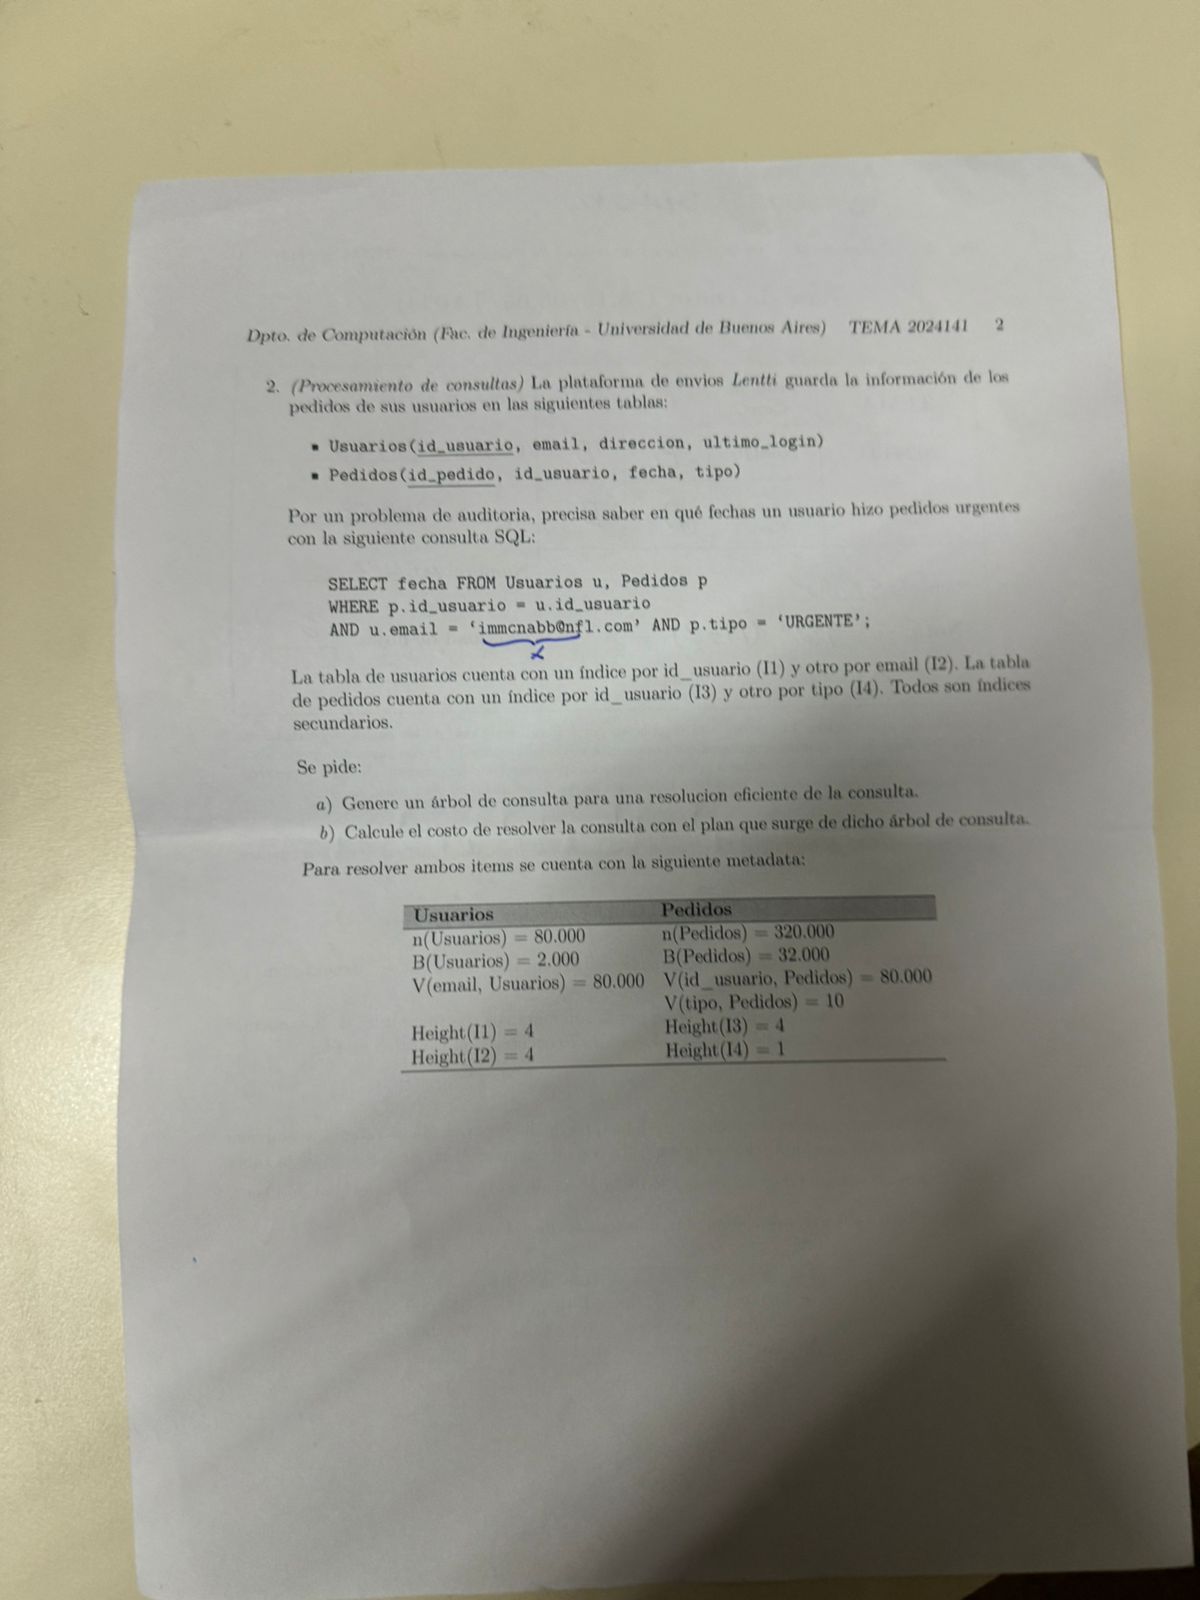 Dpto. de Computación (Fac. de Ingeniería - Universidad de Buenos Aires) TEMA 2024141 2
2. (Procesamiento de consultas) La plataforma de envios Lentti guarda la información de los
pedidos de sus usuarios en las siguientes tablas:
▪ Usuarios(id_usuario, email, direccion, ultimo_login)
▪ Pedidos(id_pedido, id_usuario, fecha, tipo)
Por un problema de auditoria, precisa saber en qué fechas un usuario hizo pedidos urgentes
con la siguiente consulta SQL:
SELECT fecha FROM Usuarios u, Pedidos p
WHERE p.id_usuario = u.id_usuario
AND u.email = ‘immcnabb@nfl.com’ AND p.tipo = ‘URGENTE’;
La tabla de usuarios cuenta con un índice por id_usuario (I1) y otro por email (I2). La tabla
de pedidos cuenta con un índice por id_usuario (I3) y otro por tipo (I4). Todos son índices
secundarios.
Se pide:
a) Genere un árbol de consulta para una resolucion eficiente de la consulta.
b) Calcule el costo de resolver la consulta con el plan que surge de dicho árbol de consulta.
Para resolver ambos items se cuenta con la siguiente metadata:
Usuarios Pedidos
n(Usuarios) = 80.000 n(Pedidos) = 320.000
B(Usuarios) = 2.000 B(Pedidos) = 32.000
V(email, Usuarios) = 80.000 V(id_usuario, Pedidos) = 80.000
V(tipo, Pedidos) = 10
Height(I1) = 4 Height(I3) = 4
Height(I2) = 4 Height(I4) = 1